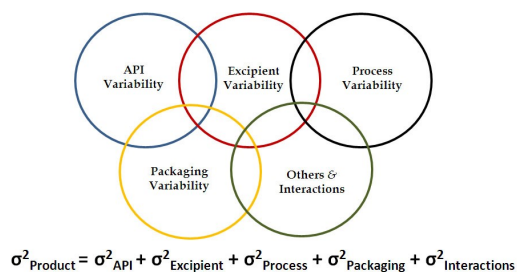 API
Variability
Excipient
Variability
Process
Variability
Packaging
Variability
Others &
Interactions
σ²Product = σ²API + σ²Excipient + σ²Process + σ²Packaging + σ²Interactions